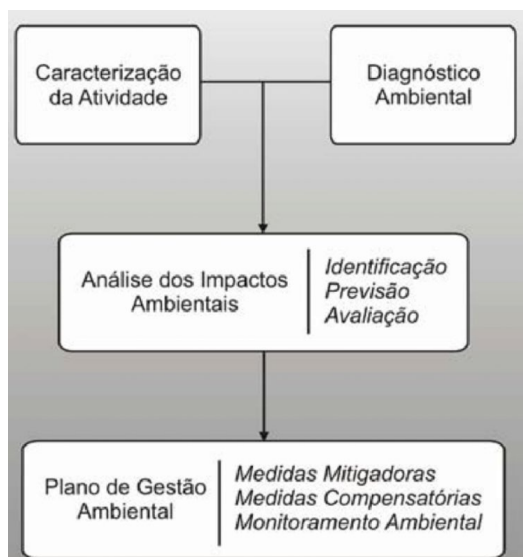 Caracterização
da Atividade
Diagnóstico
Ambiental
Análise dos Impactos
Ambientais
Identificação
Previsão
Avaliação
Plano de Gestão
Ambiental
Medidas Mitigadoras
Medidas Compensatórias
Monitoramento Ambiental